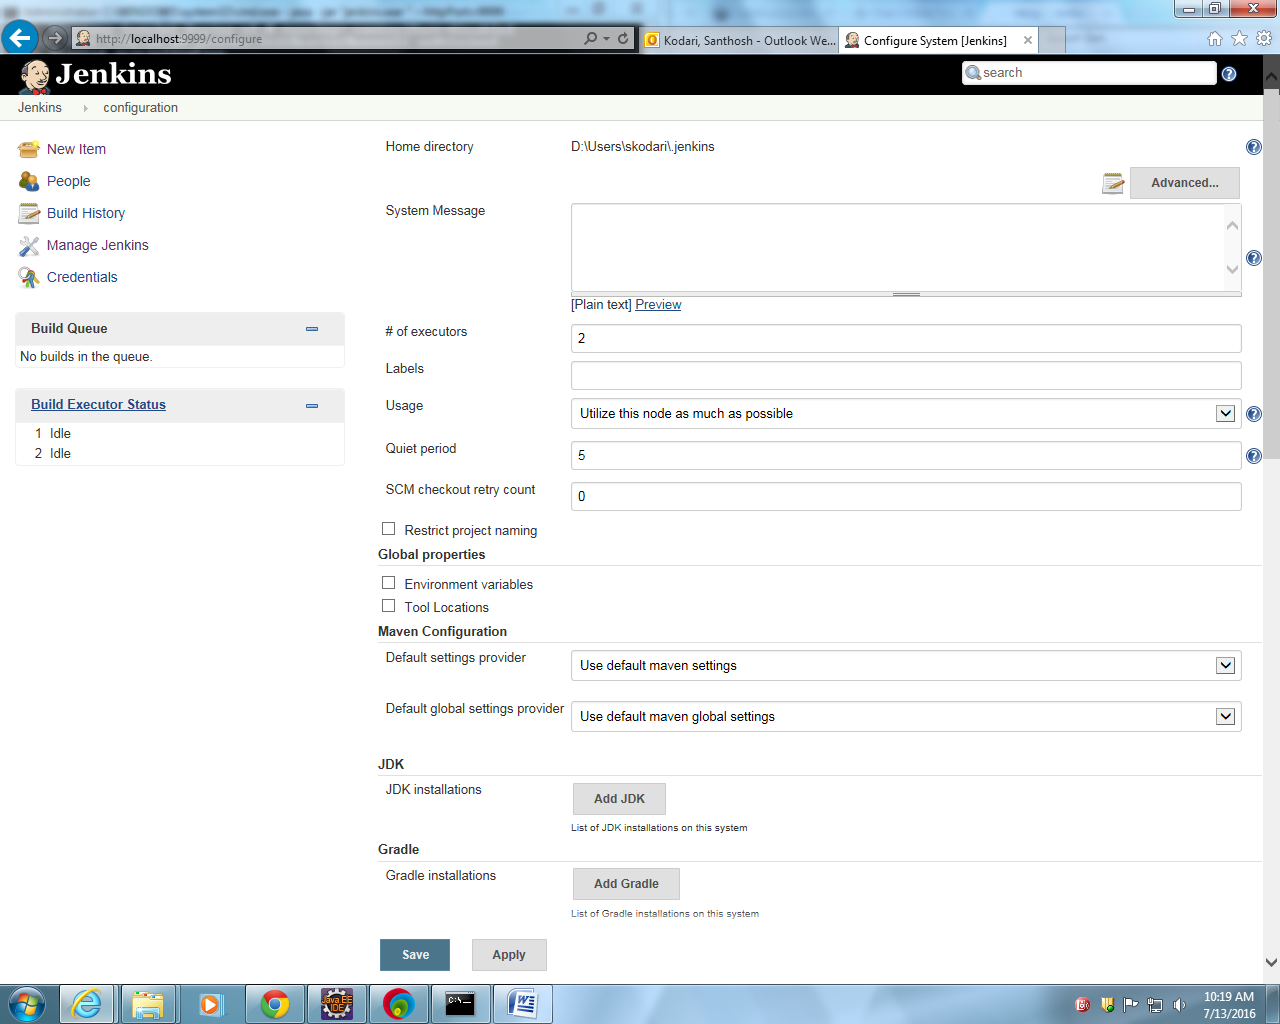 http://localhost:9999/configure
Kodari, Santhosh - Outlook We...
Configure System [Jenkins]
Jenkins
search
Jenkins
configuration
New Item
People
Build History
Manage Jenkins
Credentials
Build Queue
No builds in the queue.
Build Executor Status
1 Idle
2 Idle
Home directory
D:\Users\skodari\.jenkins
Advanced...
System Message
[Plain text] Preview
# of executors
2
Labels
Usage
Utilize this node as much as possible
Quiet period
5
SCM checkout retry count
0
Restrict project naming
Global properties
Environment variables
Tool Locations
Maven Configuration
Default settings provider
Use default maven settings
Default global settings provider
Use default maven global settings
JDK
JDK installations
Add JDK
List of JDK installations on this system
Gradle
Gradle installations
Add Gradle
List of Gradle installations on this system
Save
Apply
Java EE
IDE
C:\._
10:19 AM
7/13/2016